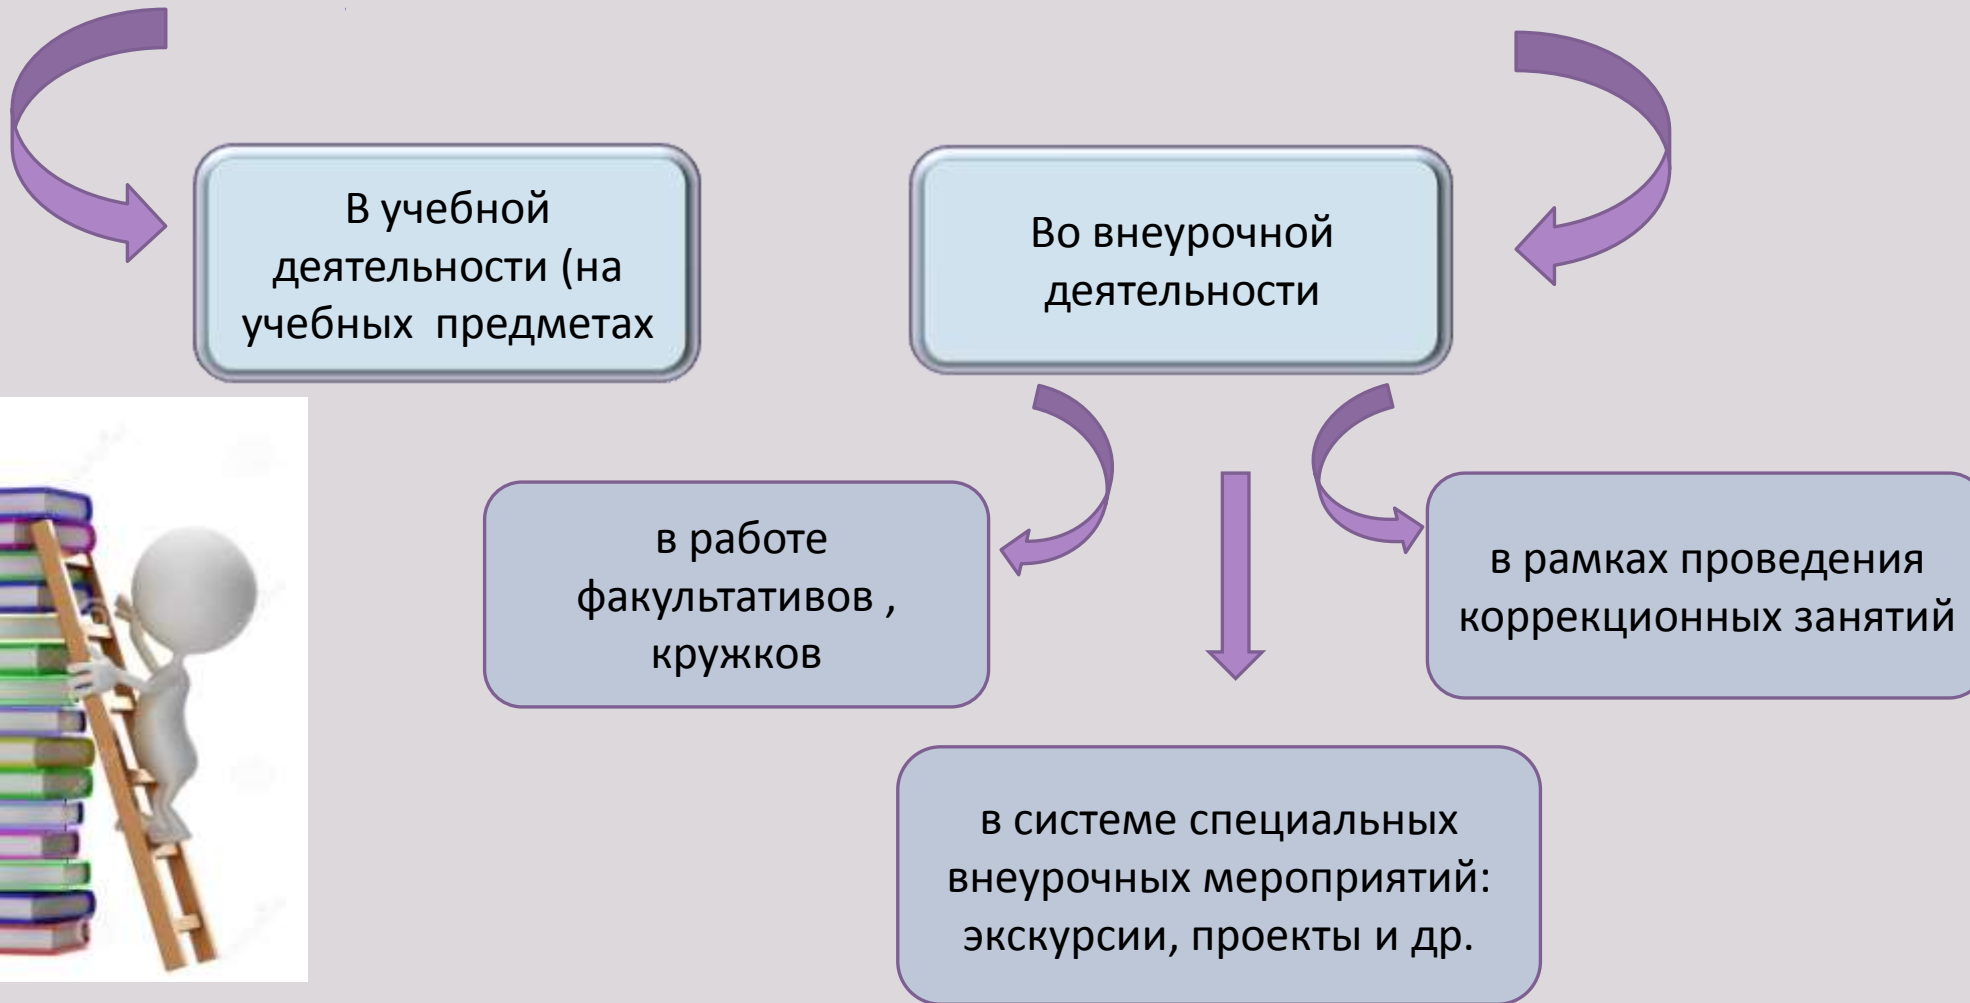 В учебной
деятельности (на
учебных предметах
Во внеурочной
деятельности
в работе
факультативов ,
кружков
в рамках проведения
коррекционных занятий
в системе специальных
внеурочных мероприятий:
экскурсии, проекты и др.